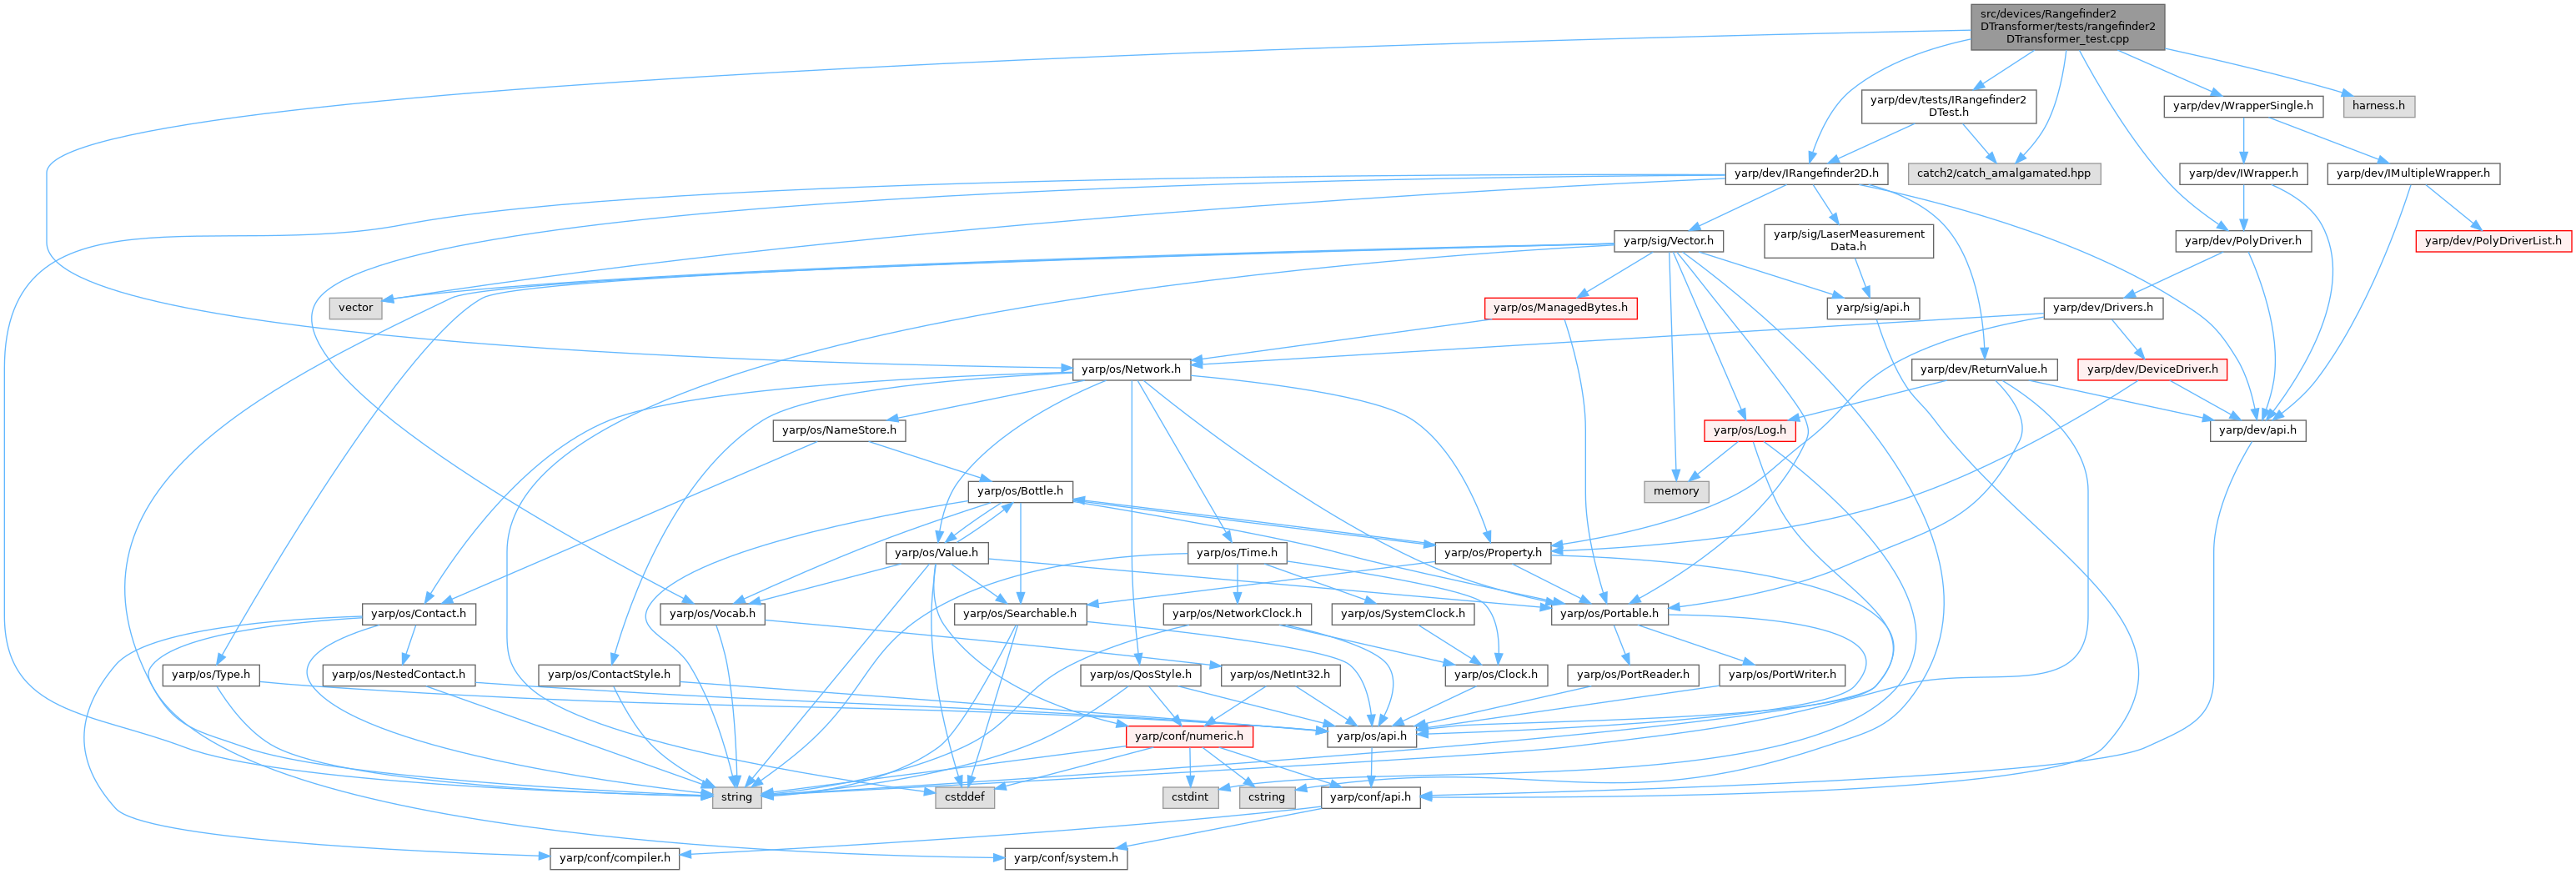 src/devices/Rangefinder2
DTransformer/tests/rangefinder2
DTransformer_test.cpp
yarp/dev/tests/IRangefinder2
DTest.h
yarp/dev/WrapperSingle.h
harness.h
yarp/dev/IRangefinder2D.h
catch2/catch_amalgamated.hpp
yarp/dev/IWrapper.h
yarp/dev/IMultipleWrapper.h
yarp/sig/Vector.h
yarp/sig/LaserMeasurement
Data.h
yarp/dev/PolyDriver.h
yarp/dev/PolyDriverList.h
vector
yarp/os/ManagedBytes.h
yarp/sig/api.h
yarp/dev/Drivers.h
yarp/os/Network.h
yarp/dev/ReturnValue.h
yarp/dev/DeviceDriver.h
yarp/os/NameStore.h
yarp/os/Log.h
yarp/dev/api.h
yarp/os/Bottle.h
memory
yarp/os/Value.h
yarp/os/Time.h
yarp/os/Property.h
yarp/os/Contact.h
yarp/os/Vocab.h
yarp/os/Searchable.h
yarp/os/NetworkClock.h
yarp/os/SystemClock.h
yarp/os/Portable.h
yarp/os/Type.h
yarp/os/NestedContact.h
yarp/os/ContactStyle.h
yarp/os/QosStyle.h
yarp/os/NetInt32.h
yarp/os/Clock.h
yarp/os/PortReader.h
yarp/os/PortWriter.h
yarp/conf/numeric.h
yarp/os/api.h
string
cstddef
cstdint
cstring
yarp/conf/api.h
yarp/conf/compiler.h
yarp/conf/system.h